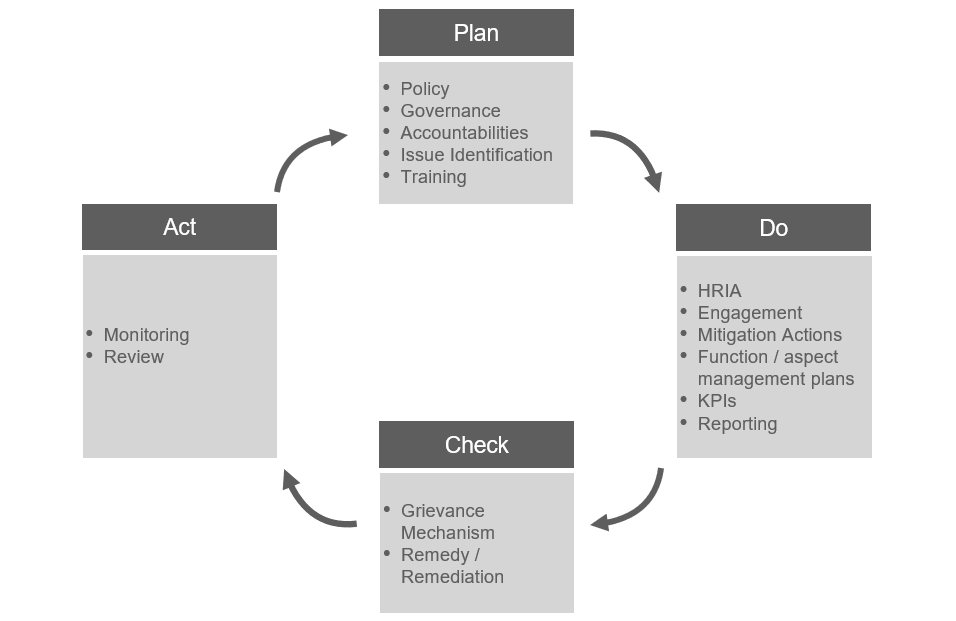 Plan
• Policy
• Governance
• Accountabilities
• Issue Identification
• Training
Do
• HRIA
• Engagement
• Mitigation Actions
• Function / aspect
management plans
• KPIs
• Reporting
Check
• Grievance
Mechanism
• Remedy /
Remediation
Act
• Monitoring
• Review